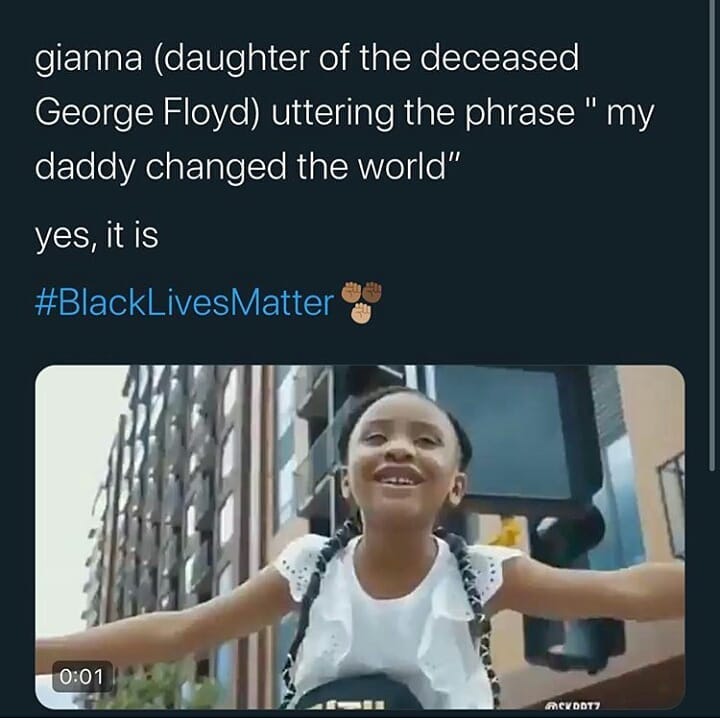 gianna (daughter of the deceased
George Floyd) uttering the phrase " my
daddy changed the world”
yes, it is
#BlackLivesMatter✊🏽✊🏾✊🏼
0:01